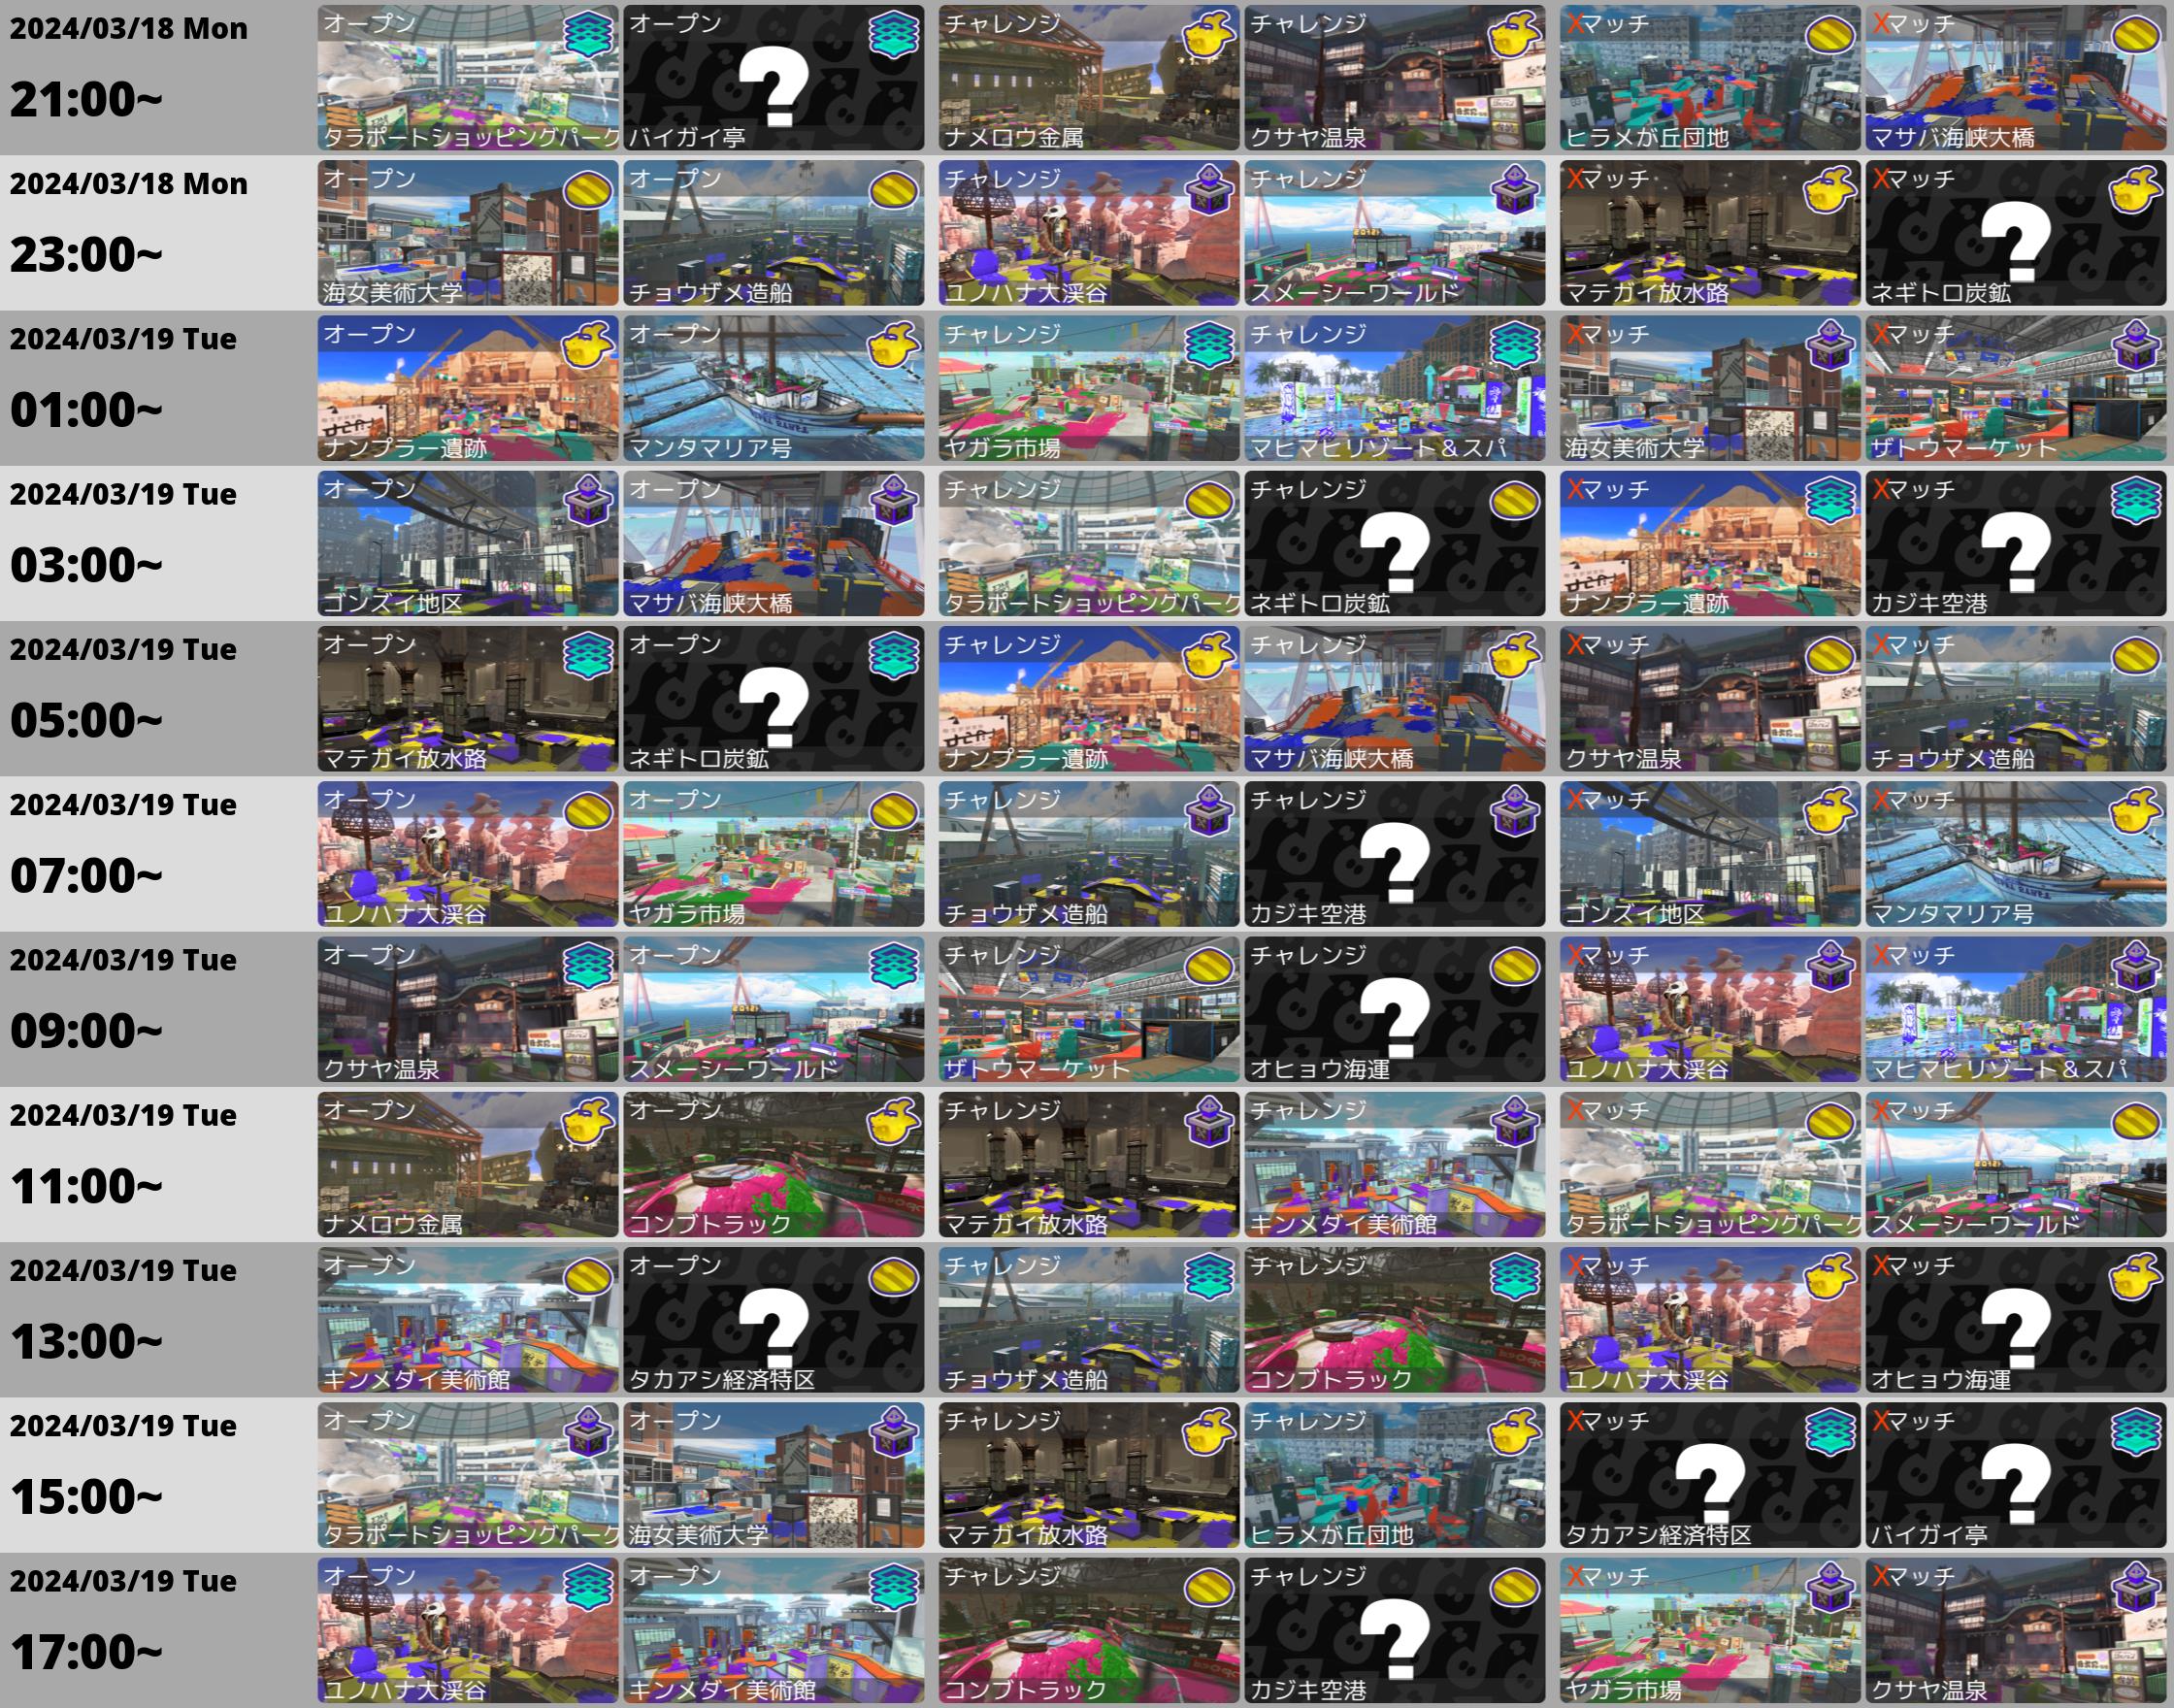 2024/03/18 Mon
21:00~
オープン
タラポートショッピングパーク
オープン
バイガイ亭
チャレンジ
ナメロウ金属
チャレンジ
クサヤ温泉
Xマッチ
ヒラメが丘団地
Xマッチ
マサバ海峡大橋
2024/03/18 Mon
23:00~
オープン
海女美術大学
オープン
チョウザメ造船
チャレンジ
ユノハナ大渓谷
チャレンジ
スメーシーワールド
Xマッチ
マテガイ放水路
Xマッチ
ネギトロ炭鉱
2024/03/19 Tue
01:00~
オープン
ナンプラー遺跡
オープン
マンタマリア号
チャレンジ
ヤガラ市場
チャレンジ
マヒマヒリゾート＆スパ
Xマッチ
海女美術大学
Xマッチ
ザトウマーケット
2024/03/19 Tue
03:00~
オープン
ゴンズイ地区
オープン
マサバ海峡大橋
チャレンジ
タラポートショッピングパーク
チャレンジ
ネギトロ炭鉱
Xマッチ
ナンプラー遺跡
Xマッチ
カジキ空港
2024/03/19 Tue
05:00~
オープン
マテガイ放水路
オープン
ネギトロ炭鉱
チャレンジ
ナンプラー遺跡
チャレンジ
マサバ海峡大橋
Xマッチ
クサヤ温泉
Xマッチ
チョウザメ造船
2024/03/19 Tue
07:00~
オープン
ユノハナ大渓谷
オープン
ヤガラ市場
チャレンジ
チョウザメ造船
チャレンジ
カジキ空港
Xマッチ
ゴンズイ地区
Xマッチ
マンタマリア号
2024/03/19 Tue
09:00~
オープン
クサヤ温泉
オープン
スメーシーワールド
チャレンジ
ザトウマーケット
チャレンジ
オヒョウ海運
Xマッチ
ユノハナ大渓谷
Xマッチ
マヒマヒリゾート＆スパ
2024/03/19 Tue
11:00~
オープン
ナメロウ金属
オープン
コンブトラック
チャレンジ
マテガイ放水路
チャレンジ
キンメダイ美術館
Xマッチ
タラポートショッピングパーク
Xマッチ
スメーシーワールド
2024/03/19 Tue
13:00~
オープン
キンメダイ美術館
オープン
タカアシ経済特区
チャレンジ
チョウザメ造船
チャレンジ
コンブトラック
Xマッチ
ユノハナ大渓谷
Xマッチ
オヒョウ海運
2024/03/19 Tue
15:00~
オープン
タラポートショッピングパーク
オープン
海女美術大学
チャレンジ
マテガイ放水路
チャレンジ
ヒラメが丘団地
Xマッチ
タカアシ経済特区
Xマッチ
バイガイ亭
2024/03/19 Tue
17:00~
オープン
ユノハナ大渓谷
オープン
キンメダイ美術館
チャレンジ
コンブトラック
チャレンジ
カジキ空港
Xマッチ
ヤガラ市場
Xマッチ
クサヤ温泉